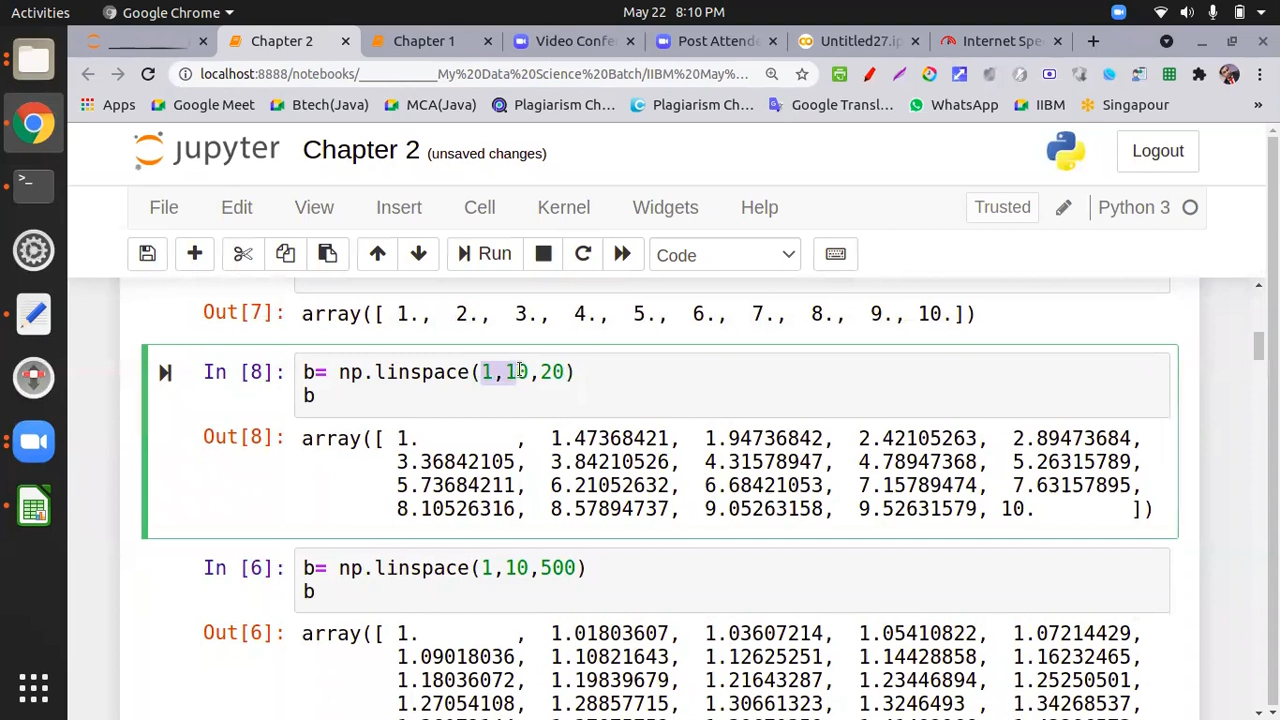 Activities Google Chrome May 22 8:10 PM
Chapter 2 Chapter 1 Video Confe Post Attende Untitled27.ip Internet Spe
localhost:8888/notebooks/__________My%20Data%20Science%20Batch/IIBM%20May%...
Apps Google Meet Btech(Java) MCA(Java) Plagiarism Ch... Plagiarism Ch... Google Transl... WhatsApp IIBM Singapour »
jupyter Chapter 2 (unsaved changes) Logout
File Edit View Insert Cell Kernel Widgets Help Trusted Python 3
Run Code
Out[7]: array([ 1., 2., 3., 4., 5., 6., 7., 8., 9., 10.])
In [8]: b= np.linspace(1,10,20)
b
Out[8]: array([ 1. , 1.47368421, 1.94736842, 2.42105263, 2.89473684,
3.36842105, 3.84210526, 4.31578947, 4.78947368, 5.26315789,
5.73684211, 6.21052632, 6.68421053, 7.15789474, 7.63157895,
8.10526316, 8.57894737, 9.05263158, 9.52631579, 10. ])
In [6]: b= np.linspace(1,10,500)
b
Out[6]: array([ 1. , 1.01803607, 1.03607214, 1.05410822, 1.07214429,
1.09018036, 1.10821643, 1.12625251, 1.14428858, 1.16232465,
1.18036072, 1.19839679, 1.21643287, 1.23446894, 1.25250501,
1.27054108, 1.28857715, 1.30661323, 1.3246493 , 1.34268537,